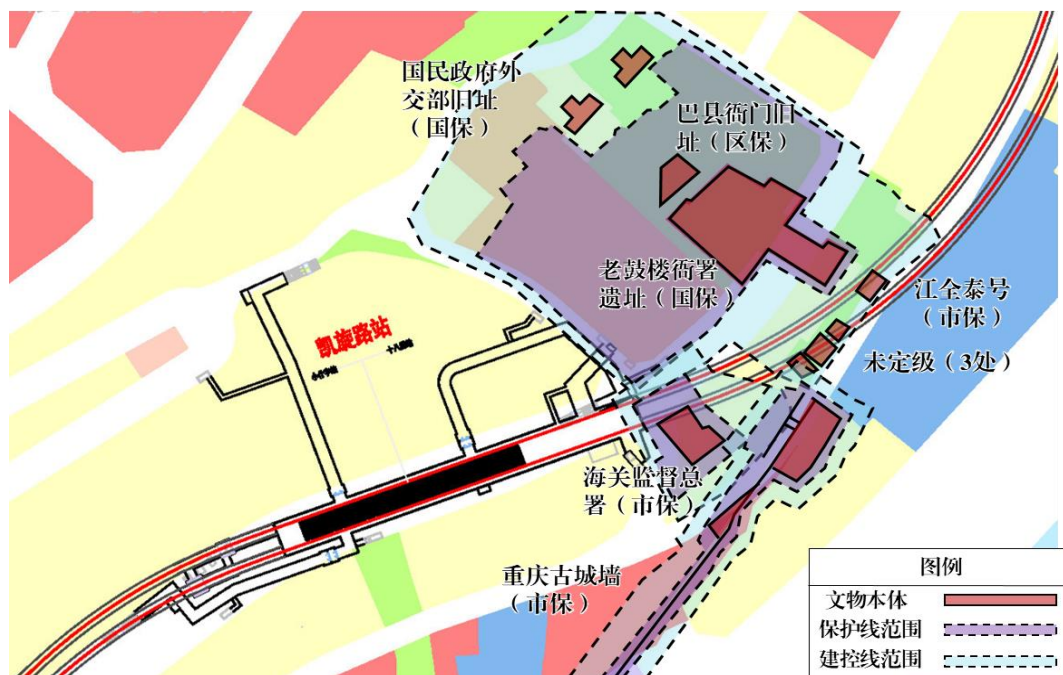 国民政府外
交部旧址
（国保）
巴县衙门旧
址（区保）
老鼓楼衙署
遗址（国保）
江全泰号
（市保）
未定级（3处）
凯旋路站
海关监督总
署（市保）
重庆古城墙
（市保）
图例
文物本体
保护线范围
建控线范围